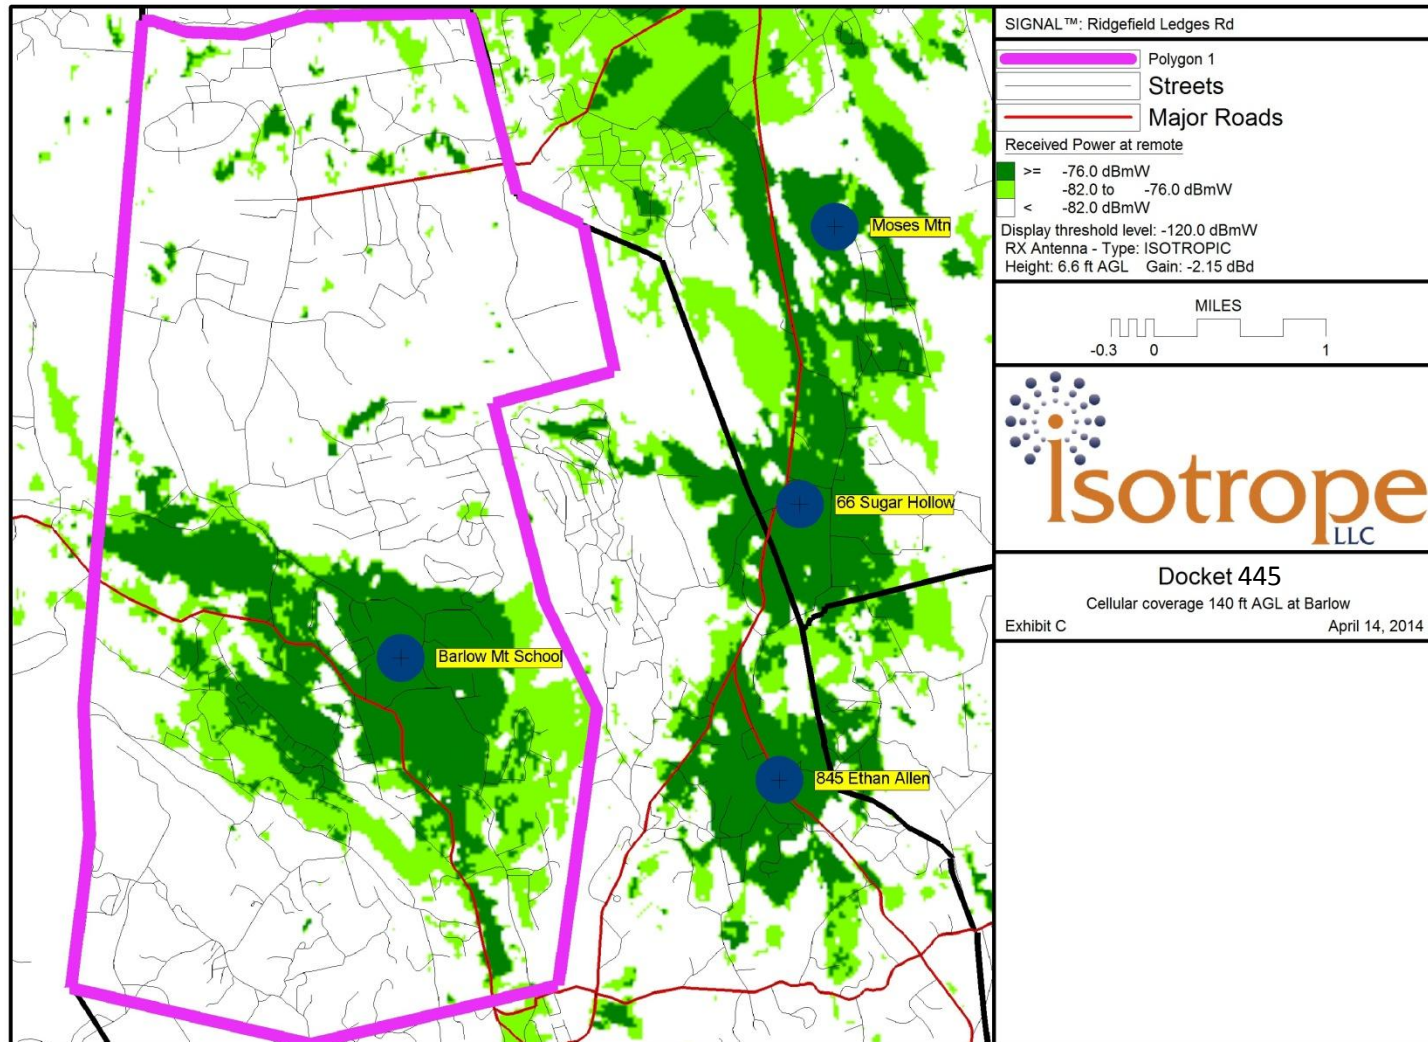 SIGNAL™: Ridgefield Ledges Rd
Polygon 1
Streets
Major Roads
Received Power at remote
>= -76.0 dBmW
-82.0 to -76.0 dBmW
< -82.0 dBmW
Display threshold level: -120.0 dBmW
RX Antenna - Type: ISOTROPIC
Height: 6.6 ft AGL Gain: -2.15 dBd
MILES
-0.3 0 1
Isotrope
LLC
Docket 445
Cellular coverage 140 ft AGL at Barlow
Exhibit C April 14, 2014
Moses Mtn
66 Sugar Hollow
Barlow Mt School
845 Ethan Allen